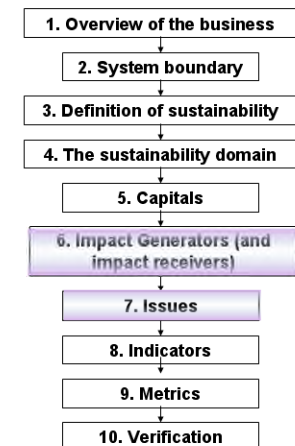 1. Overview of the business
2. System boundary
3. Definition of sustainability
4. The sustainability domain
5. Capitals
6. Impact Generators (and
impact receivers)
7. Issues
8. Indicators
9. Metrics
10. Verification